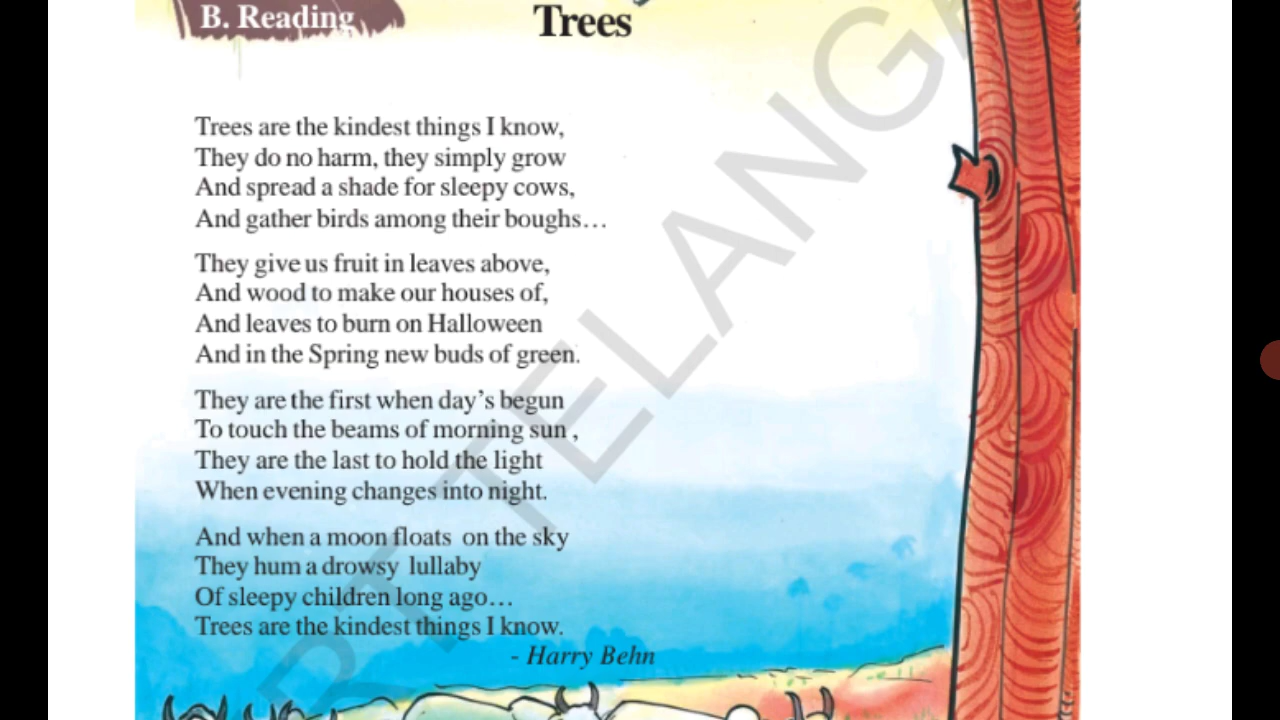 B. Reading
Trees
Trees are the kindest things I know,
They do no harm, they simply grow
And spread a shade for sleepy cows,
And gather birds among their boughs…
They give us fruit in leaves above,
And wood to make our houses of,
And leaves to burn on Halloween
And in the Spring new buds of green.
They are the first when day's begun
To touch the beams of morning sun ,
They are the last to hold the light
When evening changes into night.
And when a moon floats on the sky
They hum a drowsy lullaby
Of sleepy children long ago…
Trees are the kindest things I know.
- Harry Behn